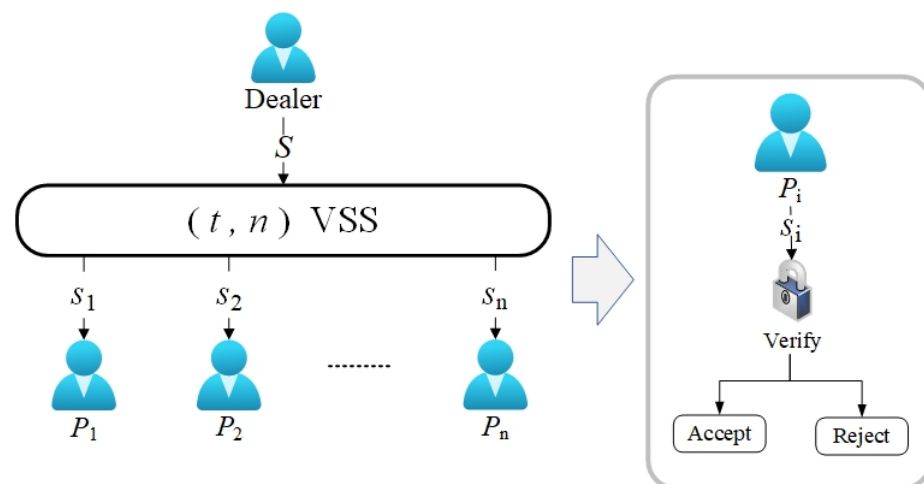 Dealer
S
( t , n ) VSS
s1 s2 sn
P1 P2 ......... Pn
Pi
si
Verify
Accept Reject